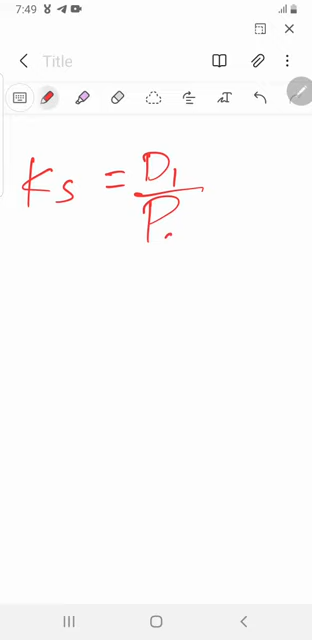 7:49
Title
Ks = D1
P.